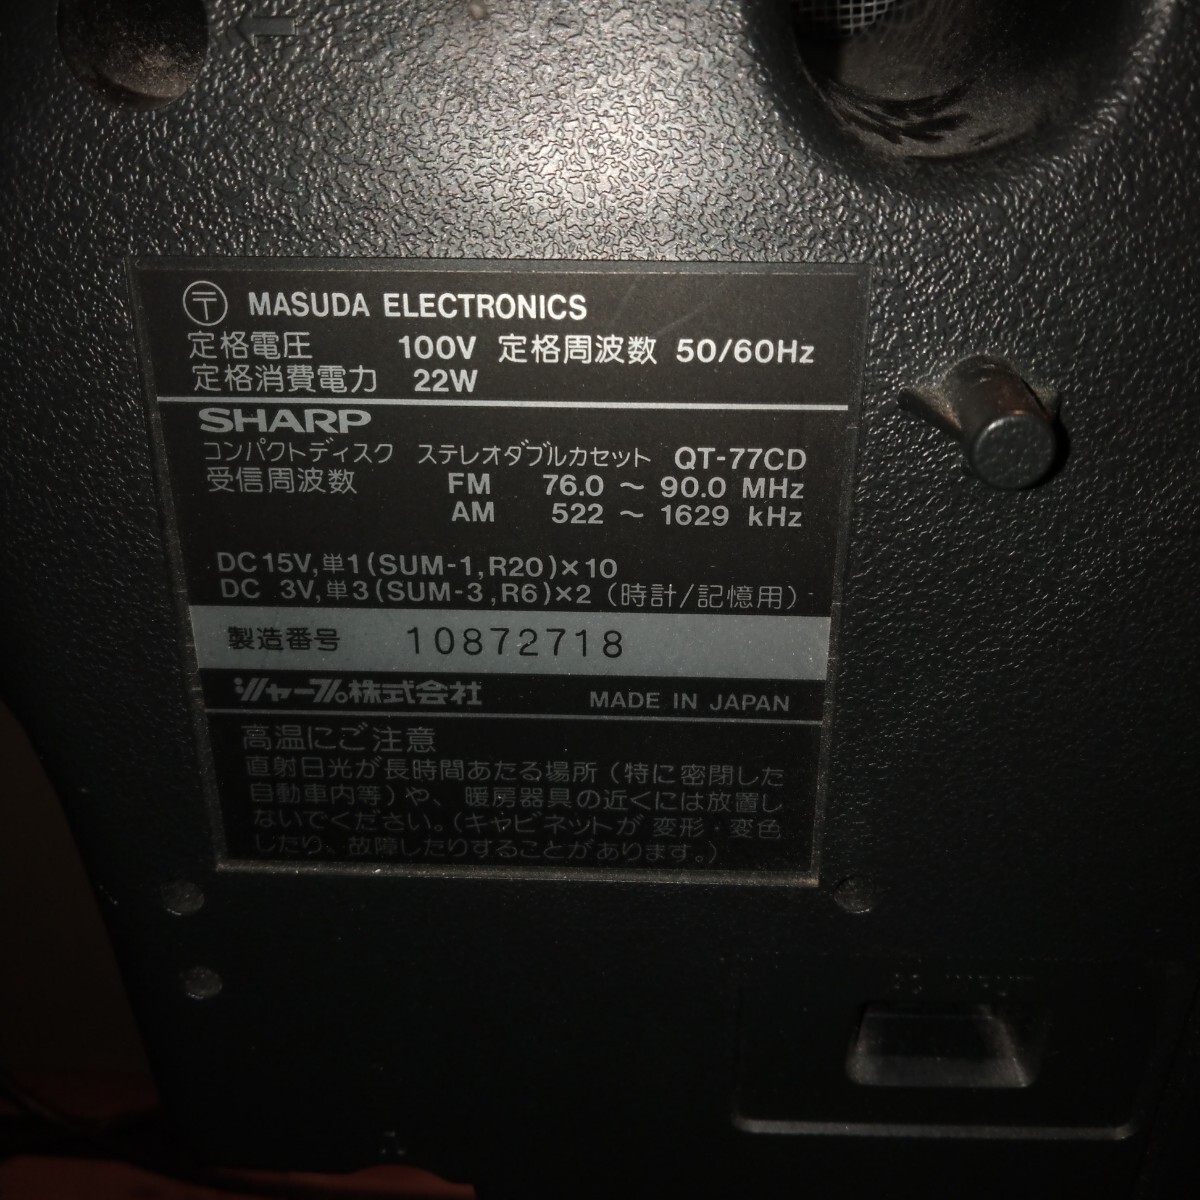 〒 MASUDA ELECTRONICS
定格電圧 100V 定格周波数 50/60Hz
定格消費電力 22W
SHARP
コンパクトディスク ステレオダブルカセット QT-77CD
受信周波数 FM 76.0 ～ 90.0 MHz
AM 522 ～ 1629 kHz
DC 15V,単1(SUM-1,R20)×10
DC 3V,単3(SUM-3,R6)×2 (時計/記憶用)
製造番号 10872718
シャープ株式会社 MADE IN JAPAN
高温にご注意
直射日光が長時間あたる場所(特に密閉した
自動車内等)や、暖房器具の近くには放置し
ないでください。(キャビネットが変形・変色
したり、故障したりすることがあります。)